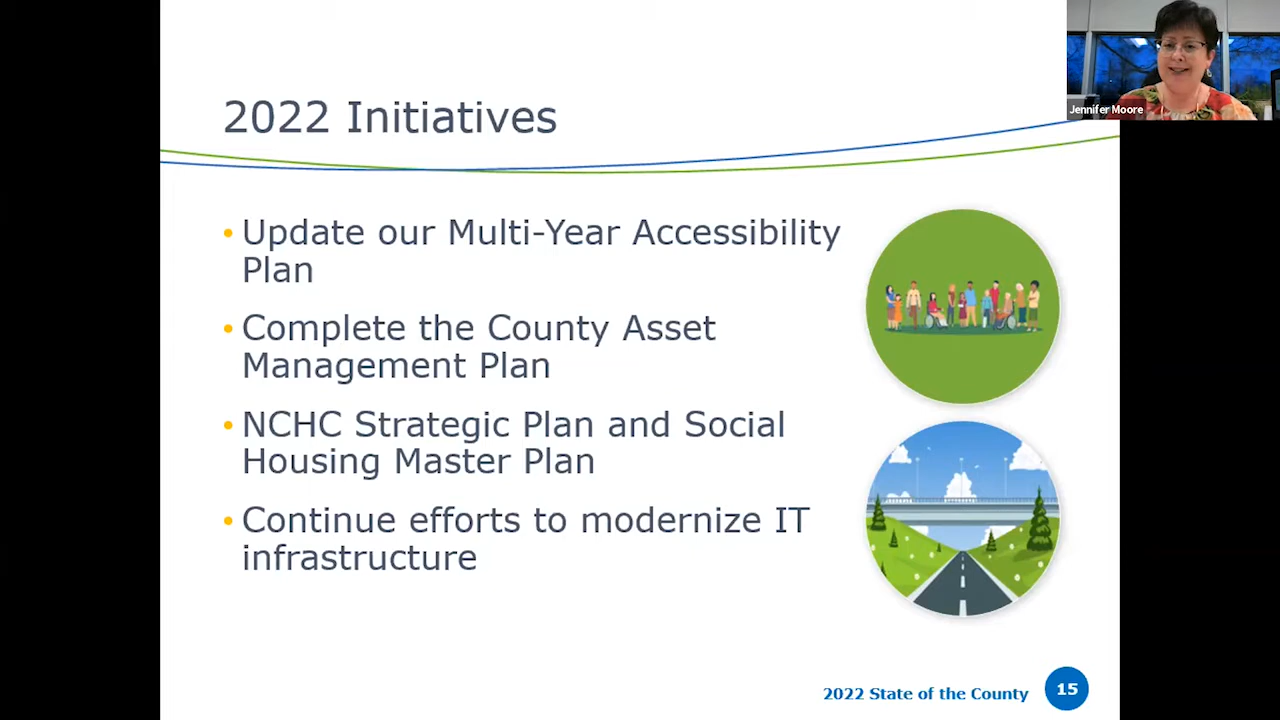 Jennifer Moore
2022 Initiatives
• Update our Multi-Year Accessibility
Plan
• Complete the County Asset
Management Plan
• NCHC Strategic Plan and Social
Housing Master Plan
• Continue efforts to modernize IT
infrastructure
2022 State of the County
15